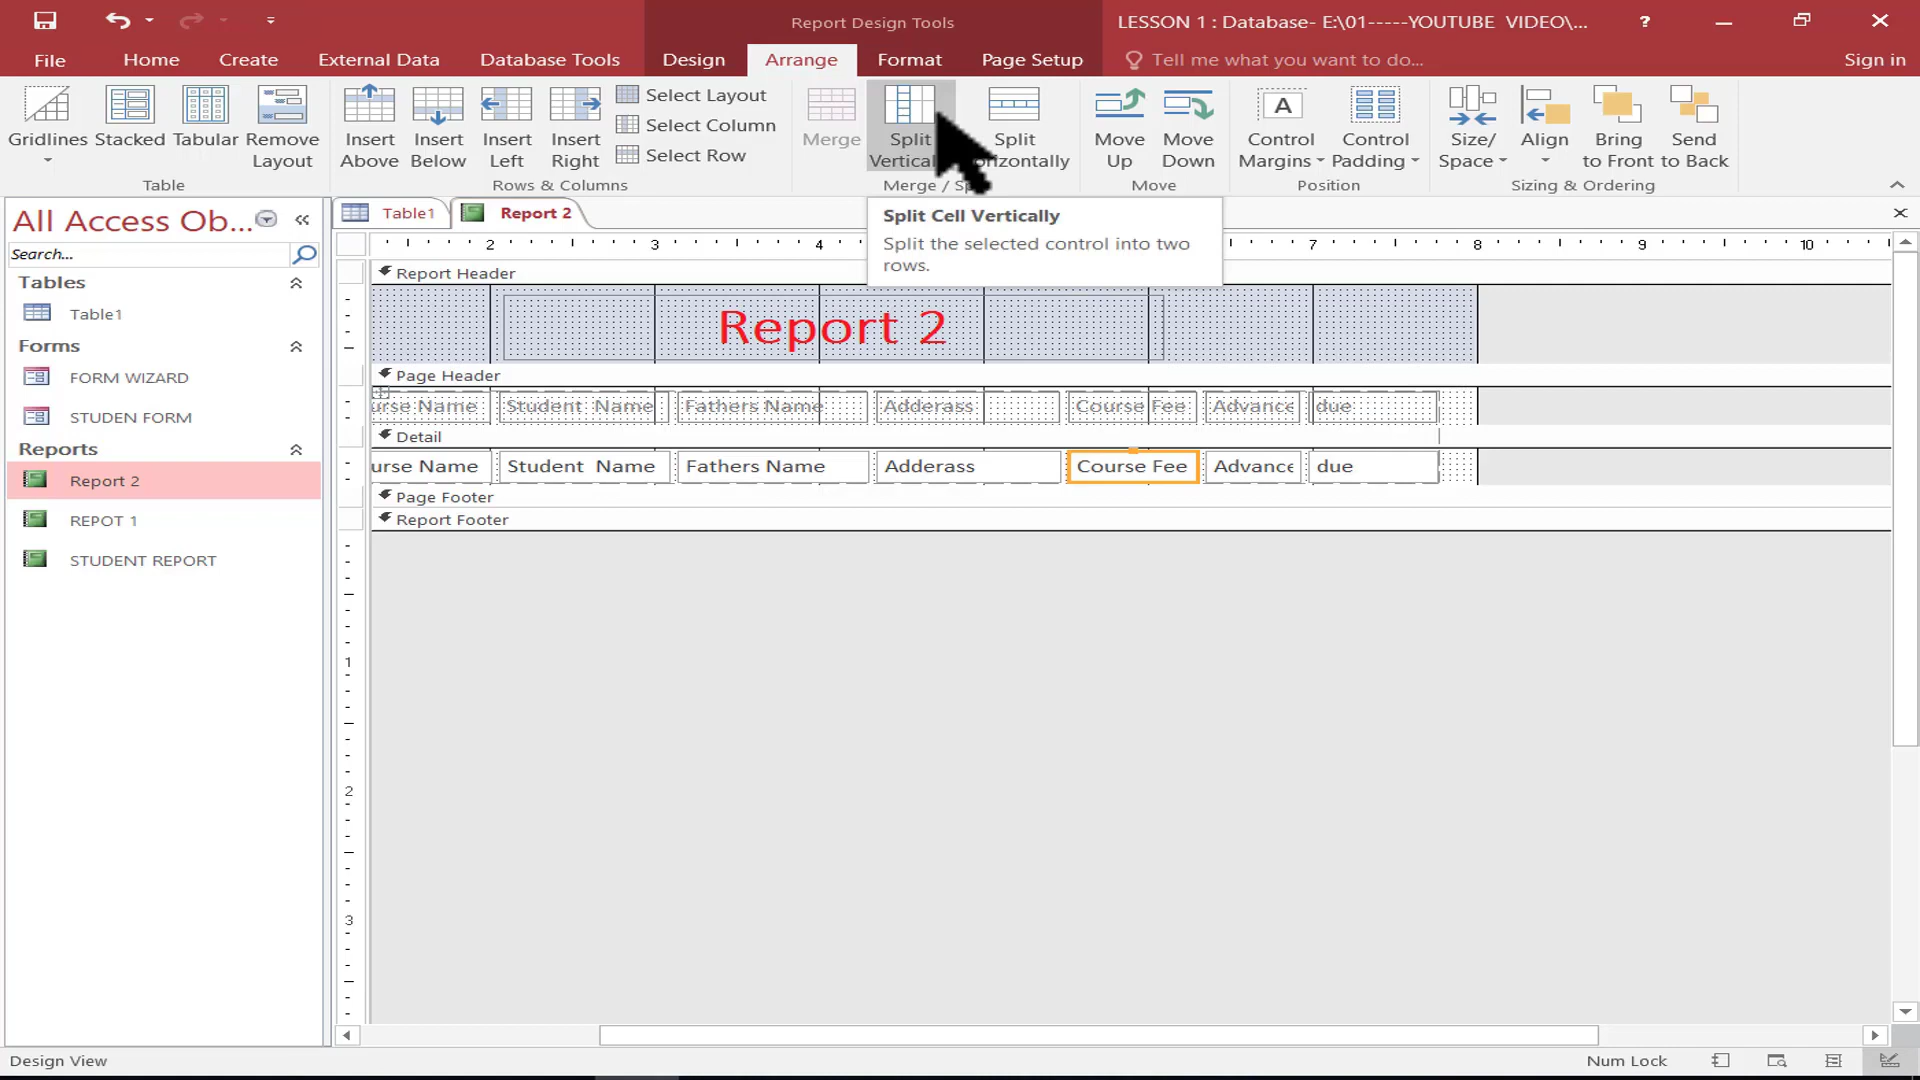 Report Design Tools
LESSON 1 : Database- E:\01-----YOUTUBE  VIDEO\...
?
File
Home
Create
External Data
Database Tools
Design
Arrange
Format
Page Setup
Tell me what you want to do...
Sign in
Gridlines
Stacked
Tabular
Remove
Layout
Table
Insert
Above
Insert
Below
Insert
Left
Insert
Right
Select Layout
Select Column
Select Row
Rows & Columns
Merge
Split
Split
Merge /
Move
Up
Move
Down
Move
Control
Margins
Control
Padding
Position
Size/
Space
Align
Bring
to Front
Send
to Back
Sizing & Ordering
All Access Ob...
Search...
Tables
Table1
Forms
FORM WIZARD
STUDEN FORM
Reports
Report 2
REPOT 1
STUDENT REPORT
Table1
Report 2
Split Cell Vertically
Split the selected control into two
rows.
2 3 4 7 8 9 10
Report Header
Report 2
Page Header
urse Name
Student  Name
Fathers Name
Adderass
Course Fee
Advance
due
Detail
urse Name
Student  Name
Fathers Name
Adderass
Course Fee
Advance
due
Page Footer
Report Footer
1
2
3
Design View
Num Lock